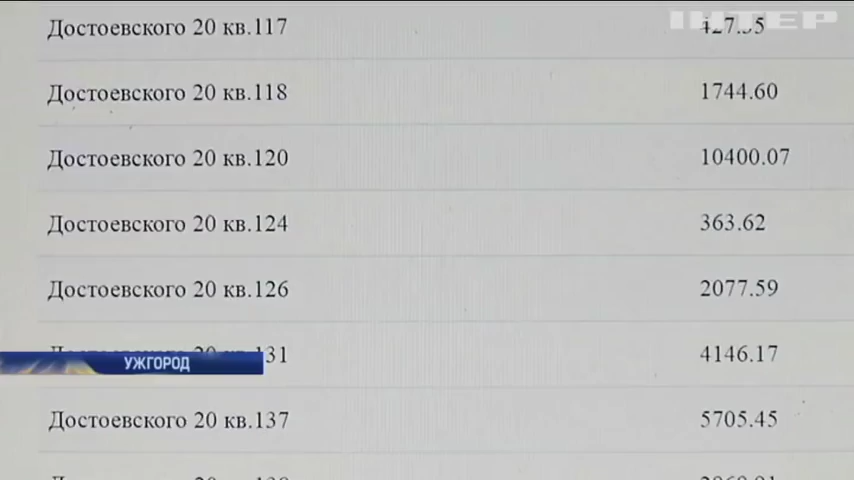 ІНТЕР
Достоевского 20 кв.117
Достоевского 20 кв.118 1744.60
Достоевского 20 кв.120 10400.07
Достоевского 20 кв.124 363.62
Достоевского 20 кв.126 2077.59
131 4146.17
УЖГОРОД
Достоевского 20 кв.137 5705.45